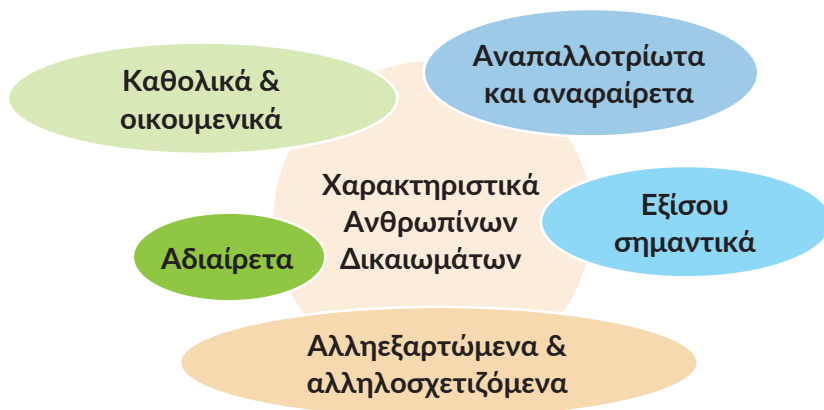 Καθολικά &
οικουμενικά
Αναπαλλοτρίωτα
και αναφαίρετα
Χαρακτηριστικά
Ανθρωπίνων
Δικαιωμάτων
Εξίσου
σημαντικά
Αδιαίρετα
Αλληεξαρτώμενα &
αλληλοσχετιζόμενα